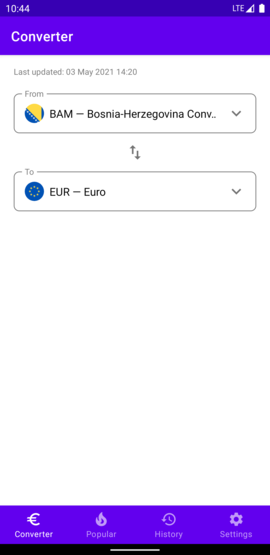 10:44 LTE
Converter
Last updated: 03 May 2021 14:20
From
BAM — Bosnia-Herzegovina Conv..
To
EUR — Euro
Converter Popular History Settings